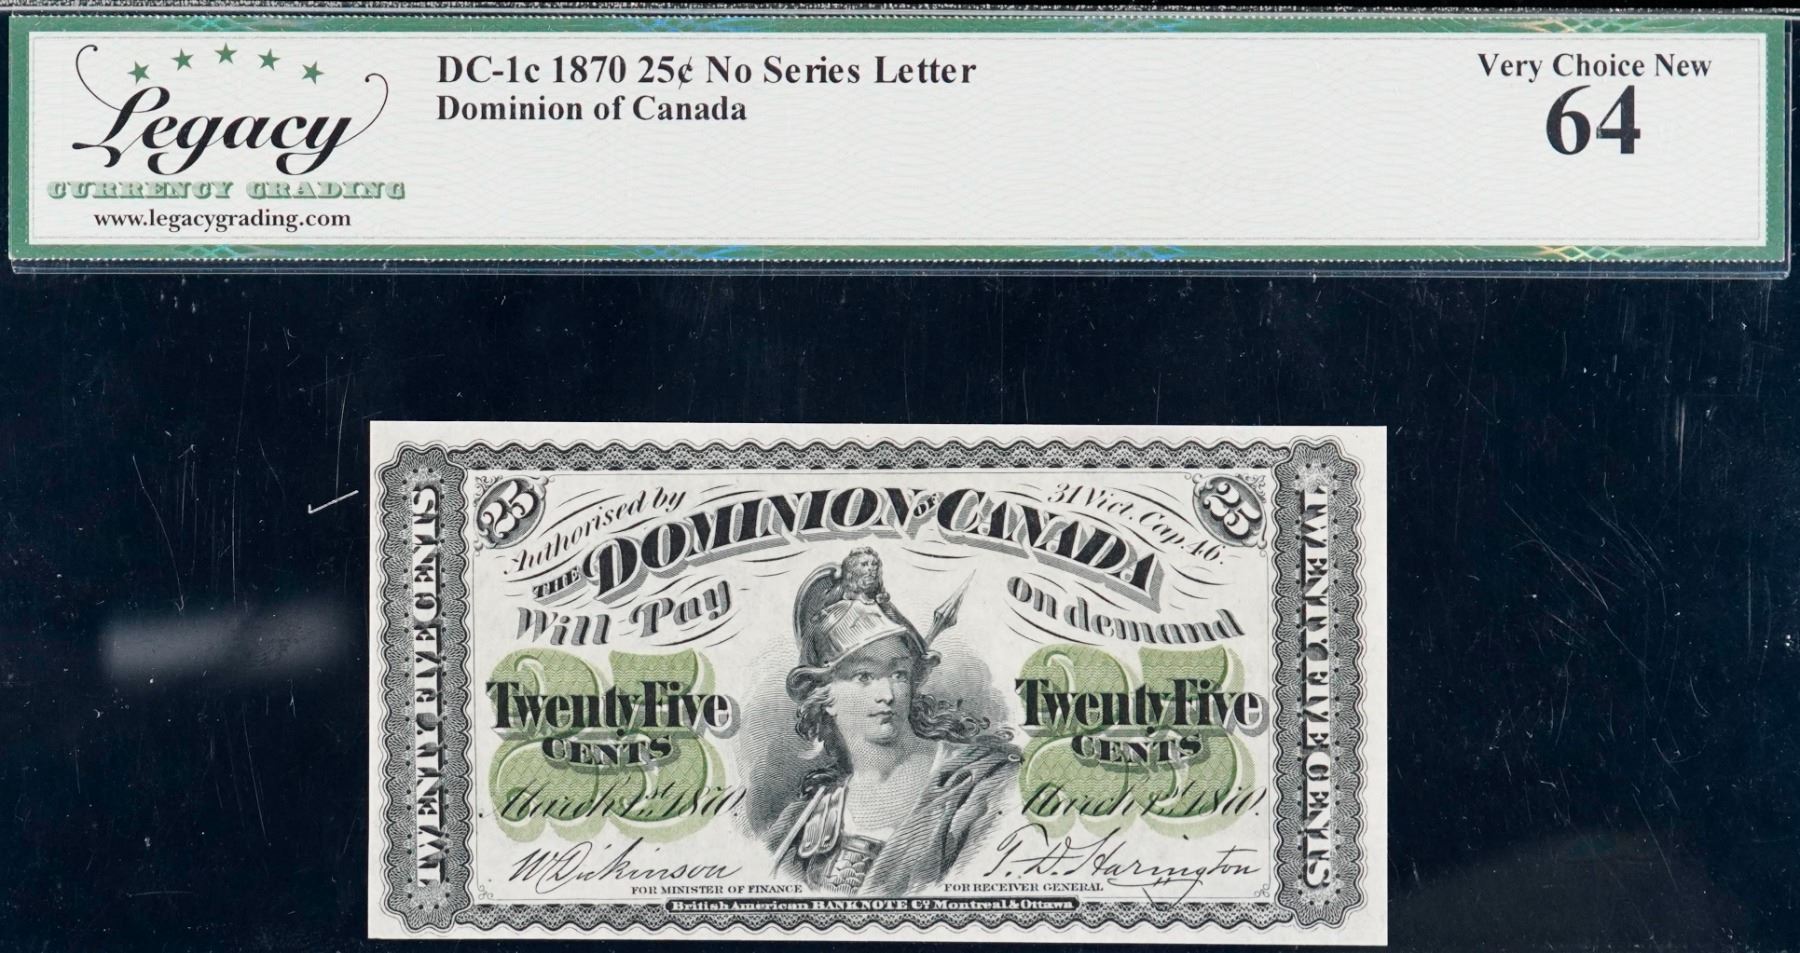 Legacy
CURRENCY GRADING
www.legacygrading.com
DC-1c 1870 25¢ No Series Letter
Dominion of Canada
Very Choice New
64
25
25
Authorised by
31 Vict. Cap. 46.
THE DOMINION OF CANADA
Will Pay
on demand
TWENTY FIVE CENTS
TWENTY FIVE CENTS
25
25
Twenty Five
CENTS
Twenty Five
CENTS
March 1st 1870.
March 1st 1870.
W Dickinson
T. D. Harington
FOR MINISTER OF FINANCE
FOR RECEIVER GENERAL
British American BANK NOTE Co. Montreal & Ottawa